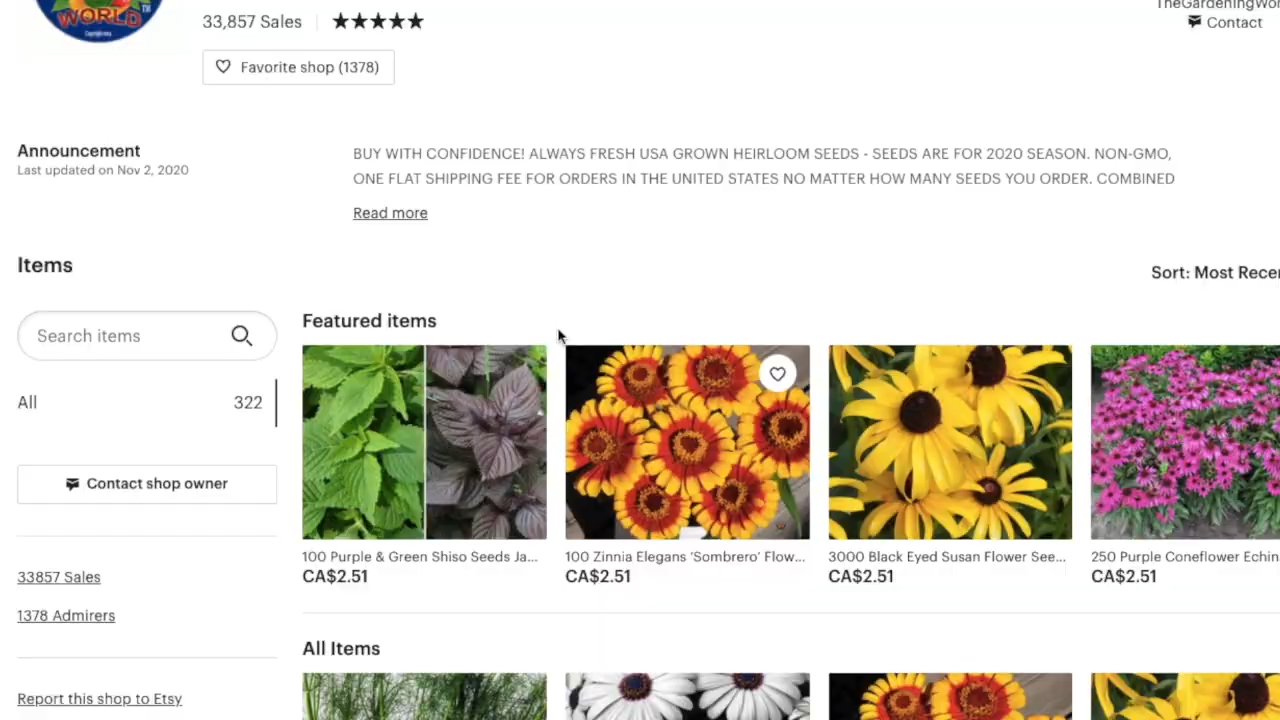 TheGardeningWor
WORLD™
33,857 Sales
Contact
Favorite shop (1378)
Announcement
Last updated on Nov 2, 2020
BUY WITH CONFIDENCE! ALWAYS FRESH USA GROWN HEIRLOOM SEEDS - SEEDS ARE FOR 2020 SEASON. NON-GMO,
ONE FLAT SHIPPING FEE FOR ORDERS IN THE UNITED STATES NO MATTER HOW MANY SEEDS YOU ORDER. COMBINED
Read more
Items
Sort: Most Recen
Search items
Featured items
All 322
Contact shop owner
100 Purple & Green Shiso Seeds Ja...
100 Zinnia Elegans 'Sombrero' Flow...
3000 Black Eyed Susan Flower See...
250 Purple Coneflower Echin
CA$2.51
CA$2.51
CA$2.51
CA$2.51
33857 Sales
1378 Admirers
All Items
Report this shop to Etsy